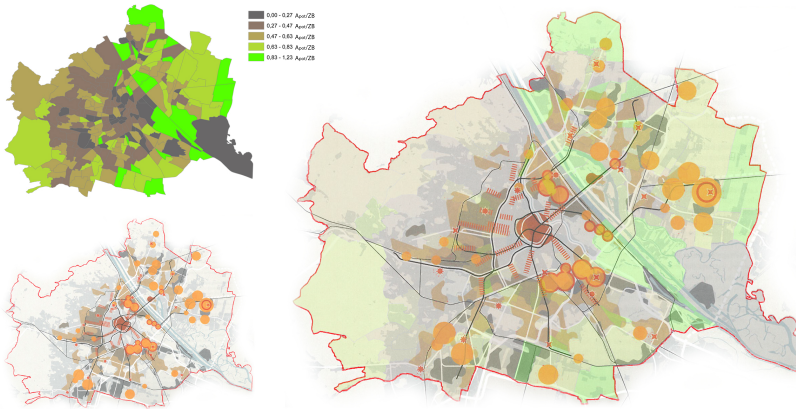 0,00 - 0,27 Apot/ZB
0,27 - 0,47 Apot/ZB
0,47 - 0,63 Apot/ZB
0,63 - 0,83 Apot/ZB
0,83 - 1,23 Apot/ZB